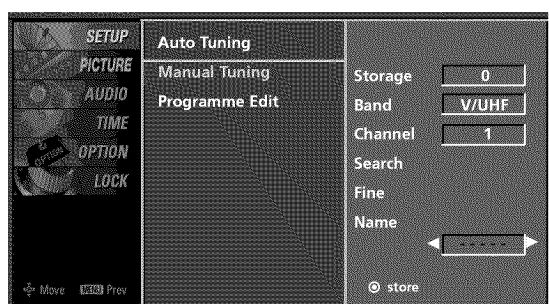 SETUP
PICTURE
AUDIO
TIME
OPTION
LOCK
Move MENU Prev
Auto Tuning
Manual Tuning
Programme Edit
Storage 0
Band V/UHF
Channel 1
Search
Fine
Name
- - - - -
store